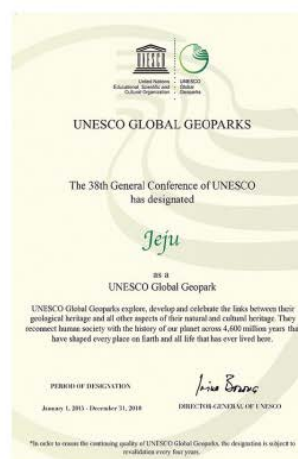 United Nations
Educational, Scientific and
Cultural Organization
UNESCO
Global
Geoparks
UNESCO GLOBAL GEOPARKS
The 38th General Conference of UNESCO
has designated
Jeju
as a
UNESCO Global Geopark
UNESCO Global Geoparks explore, develop and celebrate the links between their
geological heritage and all other aspects of their natural and cultural heritage. They
reconnect human society with the history of our planet across 4,600 million years that
have shaped every place on Earth and all life that has ever lived here.
PERIOD OF DESIGNATION
January 1, 2015 - December 31, 2018
Irina Bokova
DIRECTOR-GENERAL OF UNESCO
*In order to ensure the continuing quality of UNESCO Global Geoparks, the designation is subject to
revalidation every four years.